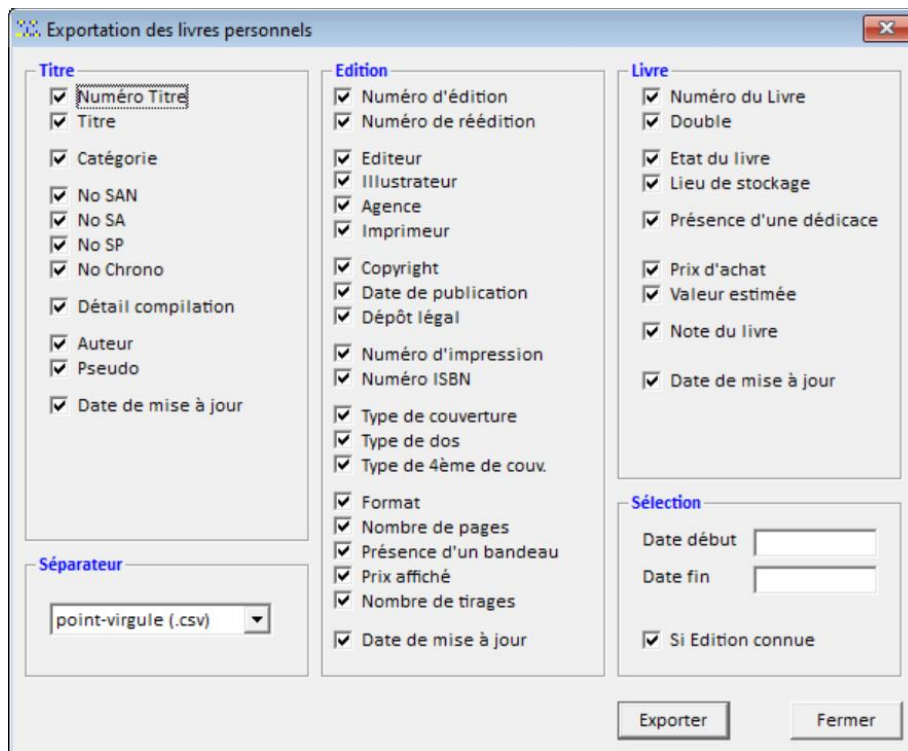 Exportation des livres personnels
Titre
Numéro Titre
Titre
Catégorie
No SAN
No SA
No SP
No Chrono
Détail compilation
Auteur
Pseudo
Date de mise à jour
Séparateur
point-virgule (.csv)
Edition
Numéro d'édition
Numéro de réédition
Editeur
Illlustrateur
Agence
Imprimeur
Copyright
Date de publication
Dépôt légal
Numéro d'impression
Numéro ISBN
Type de couverture
Type de dos
Type de 4ème de couv.
Format
Nombre de pages
Présence d'un bandeau
Prix affiché
Nombre de tirages
Date de mise à jour
Livre
Numéro du Livre
Double
Etat du livre
Lieu de stockage
Présence d'une dédicace
Prix d'achat
Valeur estimée
Note du livre
Date de mise à jour
Sélection
Date début
Date fin
Si Edition connue
Exporter
Fermer